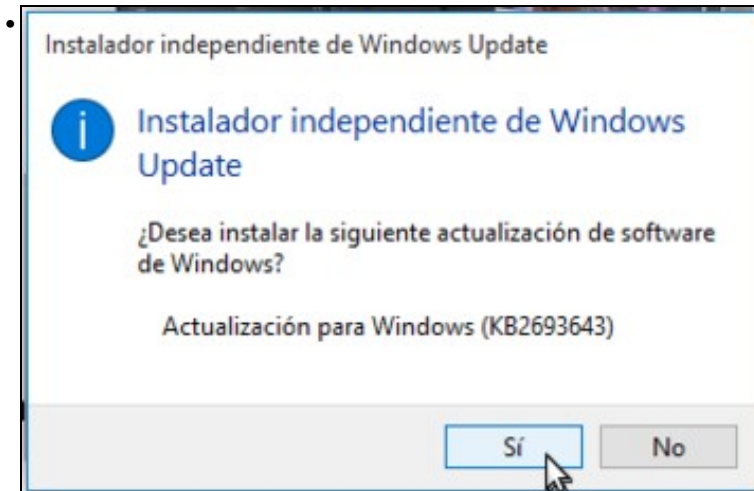 Instalador independiente de Windows Update
Instalador independiente de Windows
Update
¿Desea instalar la siguiente actualización de software
de Windows?
Actualización para Windows (KB2693643)
Sí No